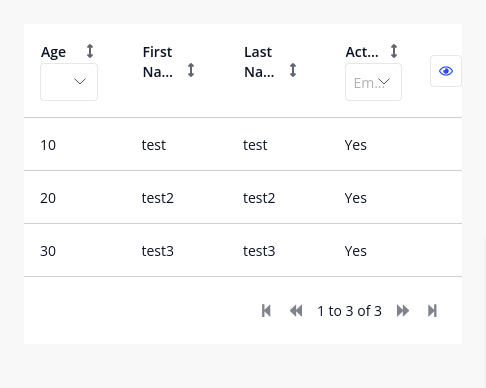 Age
First
Na...
Last
Na...
Act...
Em...
10 test test Yes
20 test2 test2 Yes
30 test3 test3 Yes
1 to 3 of 3